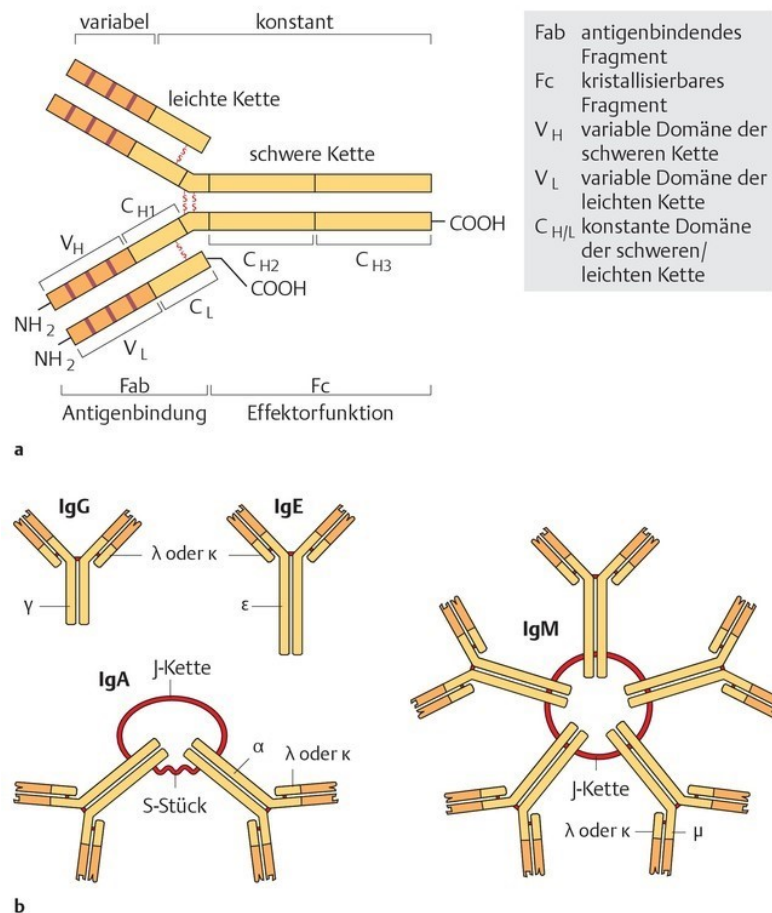 variabel
konstant
leichte Kette
schwere Kette
C H1
V H
C H2
C H3
COOH
COOH
C L
NH 2
V L
NH 2
Fab
Fc
Antigenbindung
Effektorfunktion
a
Fab antigenbindendes
Fragment
Fc kristallisierbares
Fragment
V H variable Domäne der
schweren Kette
V L variable Domäne der
leichten Kette
C H/L konstante Domäne
der schweren/
leichten Kette
IgG
IgE
λ oder κ
γ
ε
IgA
J-Kette
α
λ oder κ
S-Stück
IgM
J-Kette
λ oder κ
μ
b